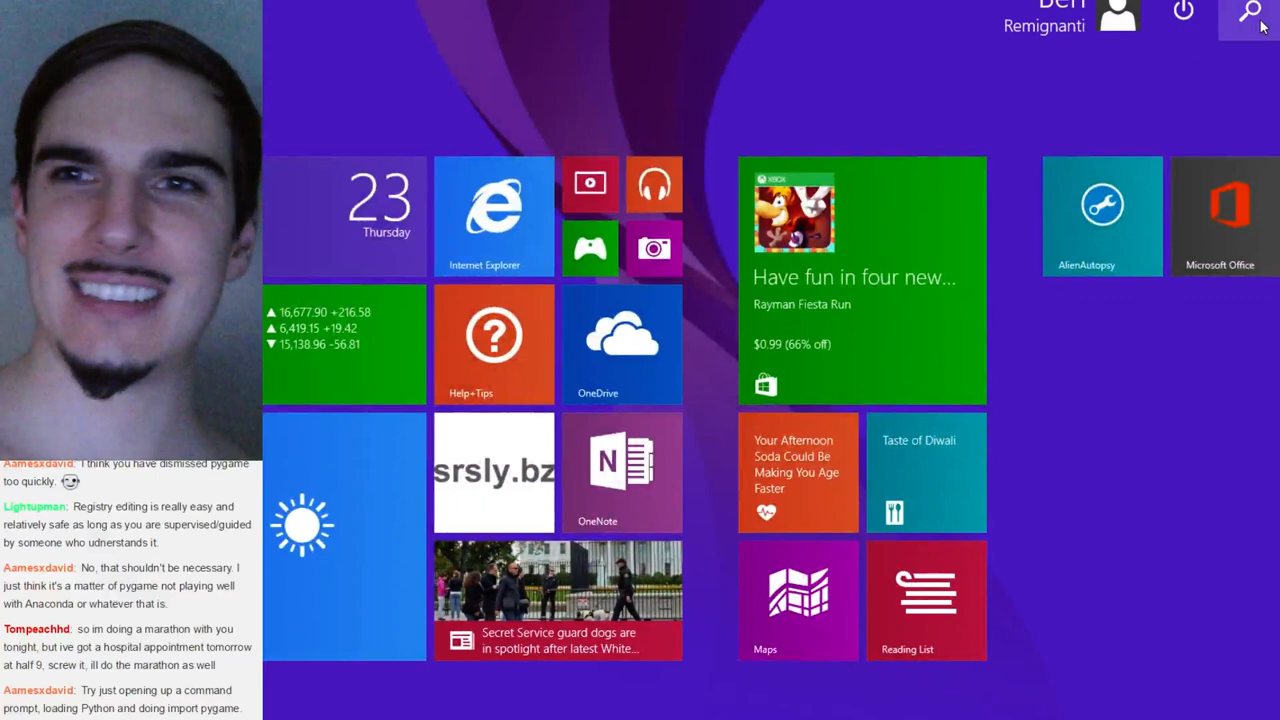 Remignanti
23
Thursday
Internet Explorer
XBOX
Have fun in four new...
Rayman Fiesta Run
$0.99 (66% off)
AlienAutopsy
Microsoft Office
16,677.90 +216.58
6,419.15 +19.42
15,138.96 -56.81
Help+Tips
OneDrive
srsly.bz
N
OneNote
Your Afternoon
Soda Could Be
Making You Age
Faster
Taste of Diwali
Secret Service guard dogs are
in spotlight after latest White...
Maps
Reading List
Aamesxdavid: I think you have dismissed pygame
too quickly.
Lightupman: Registry editing is really easy and
relatively safe as long as you are supervised/guided
by someone who udnerstands it.
Aamesxdavid: No, that shouldn't be necessary. I
just think it's a matter of pygame not playing well
with Anaconda or whatever that is.
Tompeachhd: so im doing a marathon with you
tonight, but ive got a hospital appointment tomorrow
at half 9, screw it, ill do the marathon as well
Aamesxdavid: Try just opening up a command
prompt, loading Python and doing import pygame.